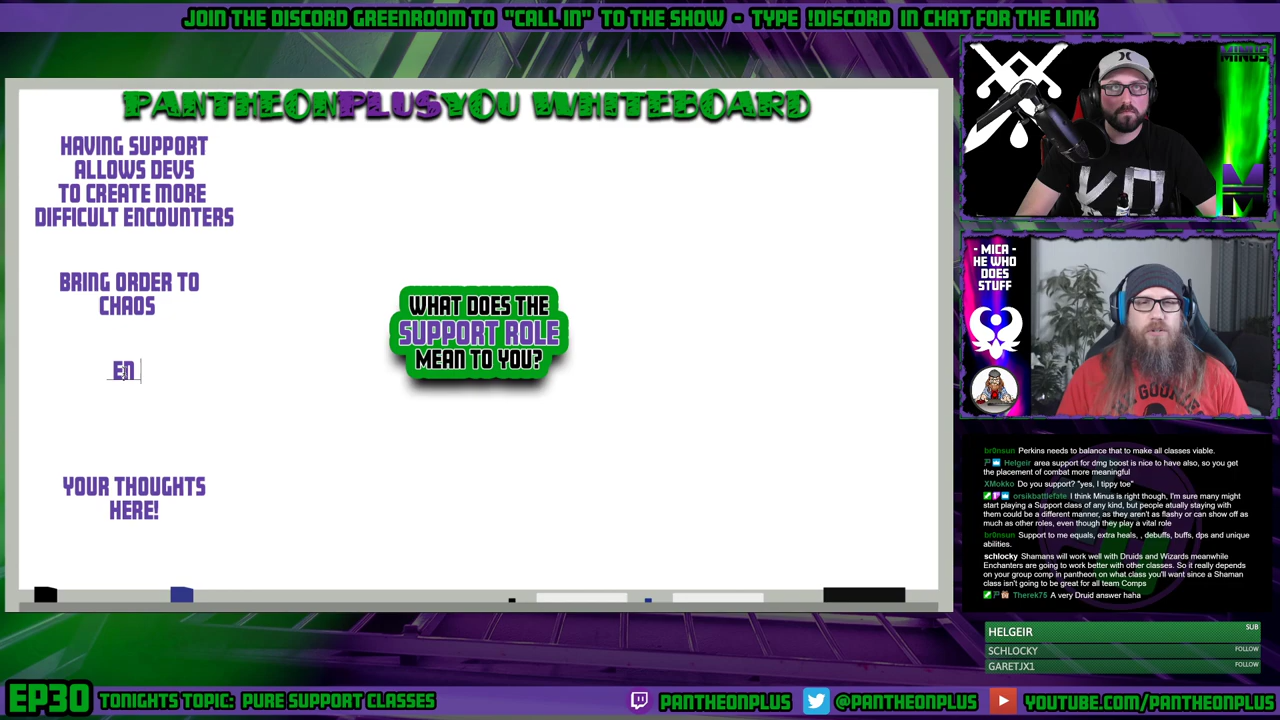 JOIN THE DISCORD GREENROOM TO "CALL IN" TO THE SHOW - TYPE !DISCORD IN CHAT FOR THE LINK
PANTHEONPLUSYOU WHITEBOARD
HAVING SUPPORT
ALLOWS DEVS
TO CREATE MORE
DIFFICULT ENCOUNTERS
BRING ORDER TO
CHAOS
EN
YOUR THOUGHTS
HERE!
WHAT DOES THE
SUPPORT ROLE
MEAN TO YOU?
MINUS
- MICA -
HE WHO
DOES
STUFF
br0nsun Perkins needs to balance that to make all classes viable.
Helgeir area support for dmg boost is nice to have also, so you get
the placement of combat more meaningful
XMokko Do you support? "yes, I tippy toe"
orsikbattlefate I think Minus is right though, I'm sure many might
start playing a Support class of any kind, but people atually staying with
them could be a different manner, as they aren't as flashy or can show off as
much as other roles, even though they play a vital role
br0nsun Support to me equals, extra heals, , debuffs, buffs, dps and unique
abilities.
schlocky Shamans will work well with Druids and Wizards meanwhile
Enchanters are going to work better with other classes. So it really depends
on your group comp in pantheon on what class you'll want since a Shaman
class isn't going to be great for all team Comps
Therek75 A very Druid answer haha
HELGEIR SUB
SCHLOCKY FOLLOW
GARETJX1 FOLLOW
EP30 TONIGHTS TOPIC: PURE SUPPORT CLASSES
PANTHEONPLUS @PANTHEONPLUS YOUTUBE.COM/PANTHEONPLUS